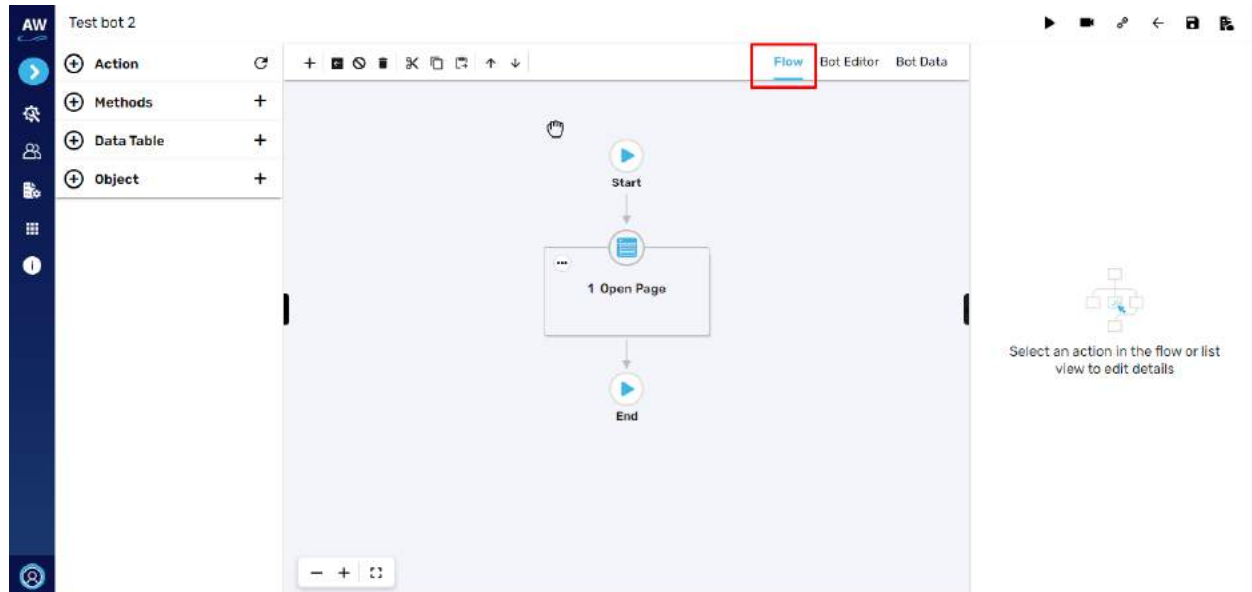 AW
Test bot 2
Action
Methods
Data Table
Object
Flow Bot Editor Bot Data
Start
1 Open Page
End
Select an action in the flow or list
view to edit details